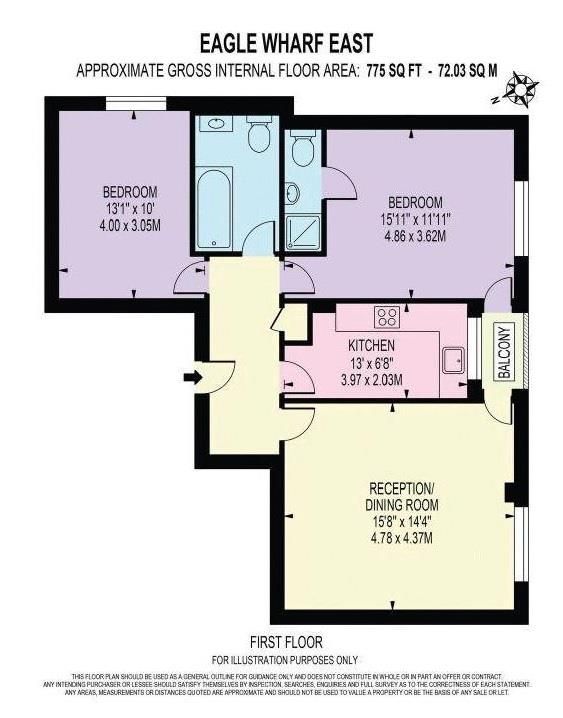 EAGLE WHARF EAST
APPROXIMATE GROSS INTERNAL FLOOR AREA: 775 SQ FT - 72.03 SQ M
N
BEDROOM
13'1" x 10'
4.00 x 3.05M
BEDROOM
15'11" x 11'11"
4.86 x 3.62M
KITCHEN
13' x 6'8"
3.97 x 2.03M
BALCONY
RECEPTION/
DINING ROOM
15'8" x 14'4"
4.78 x 4.37M
FIRST FLOOR
FOR ILLUSTRATION PURPOSES ONLY
THIS FLOOR PLAN SHOULD BE USED AS A GENERAL OUTLINE FOR GUIDANCE ONLY AND DOES NOT CONSTITUTE IN WHOLE OR IN PART AN OFFER OR CONTRACT.
ANY INTENDING PURCHASER OR LESSEE SHOULD SATISFY THEMSELVES BY INSPECTION, SEARCHES, ENQUIRIES AND FULL SURVEY AS TO THE CORRECTNESS OF EACH STATEMENT.
ANY AREAS, MEASUREMENTS OR DISTANCES QUOTED ARE APPROXIMATE AND SHOULD NOT BE USED TO VALUE A PROPERTY OR BE THE BASIS OF ANY SALE OR LET.